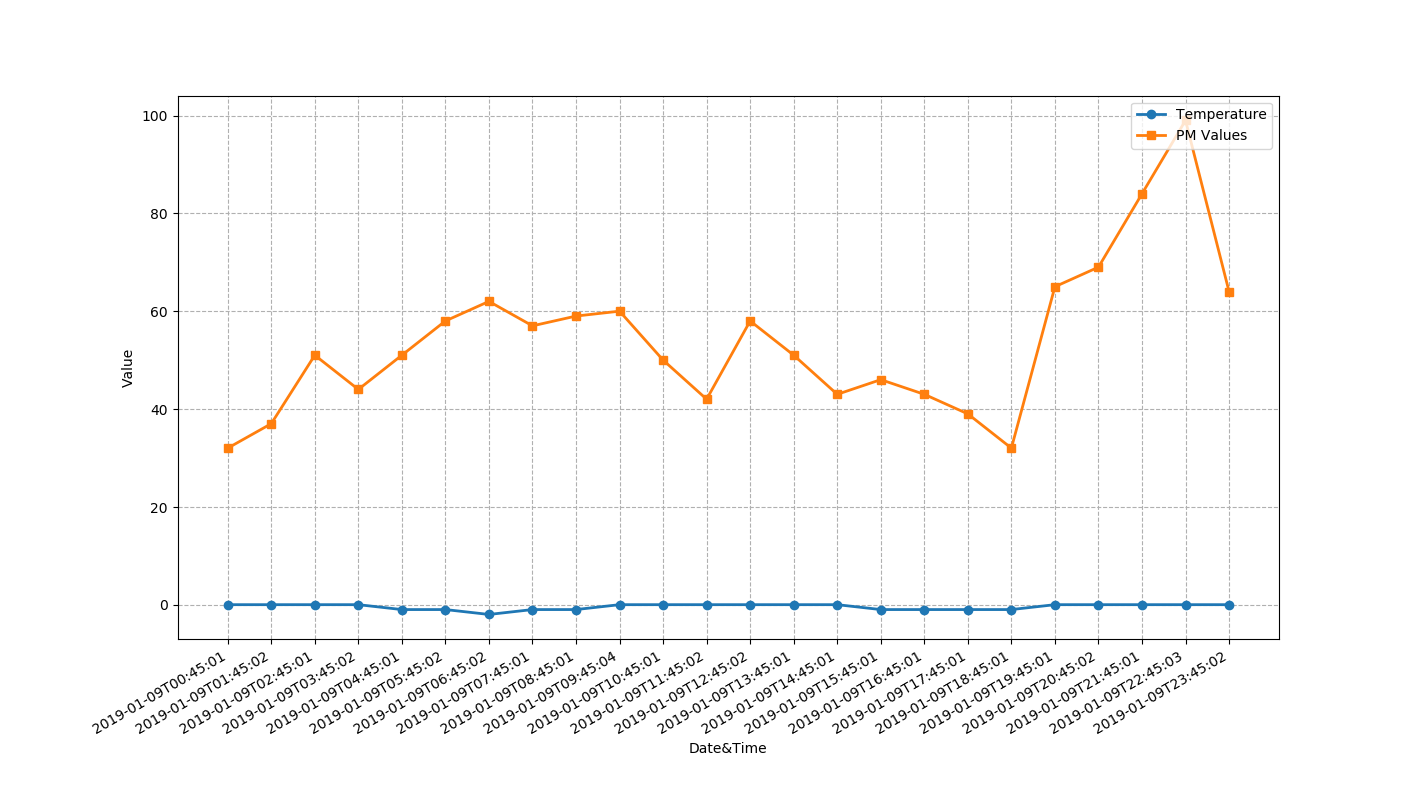 Temperature
PM Values
Value
100
80
60
40
20
0
2019-01-09T00:45:01
2019-01-09T01:45:02
2019-01-09T02:45:01
2019-01-09T03:45:02
2019-01-09T04:45:01
2019-01-09T05:45:02
2019-01-09T06:45:02
2019-01-09T07:45:01
2019-01-09T08:45:01
2019-01-09T09:45:04
2019-01-09T10:45:01
2019-01-09T11:45:02
2019-01-09T12:45:02
2019-01-09T13:45:01
2019-01-09T14:45:01
2019-01-09T15:45:01
2019-01-09T16:45:01
2019-01-09T17:45:01
2019-01-09T18:45:01
2019-01-09T19:45:01
2019-01-09T20:45:02
2019-01-09T21:45:01
2019-01-09T22:45:03
2019-01-09T23:45:02
Date&Time